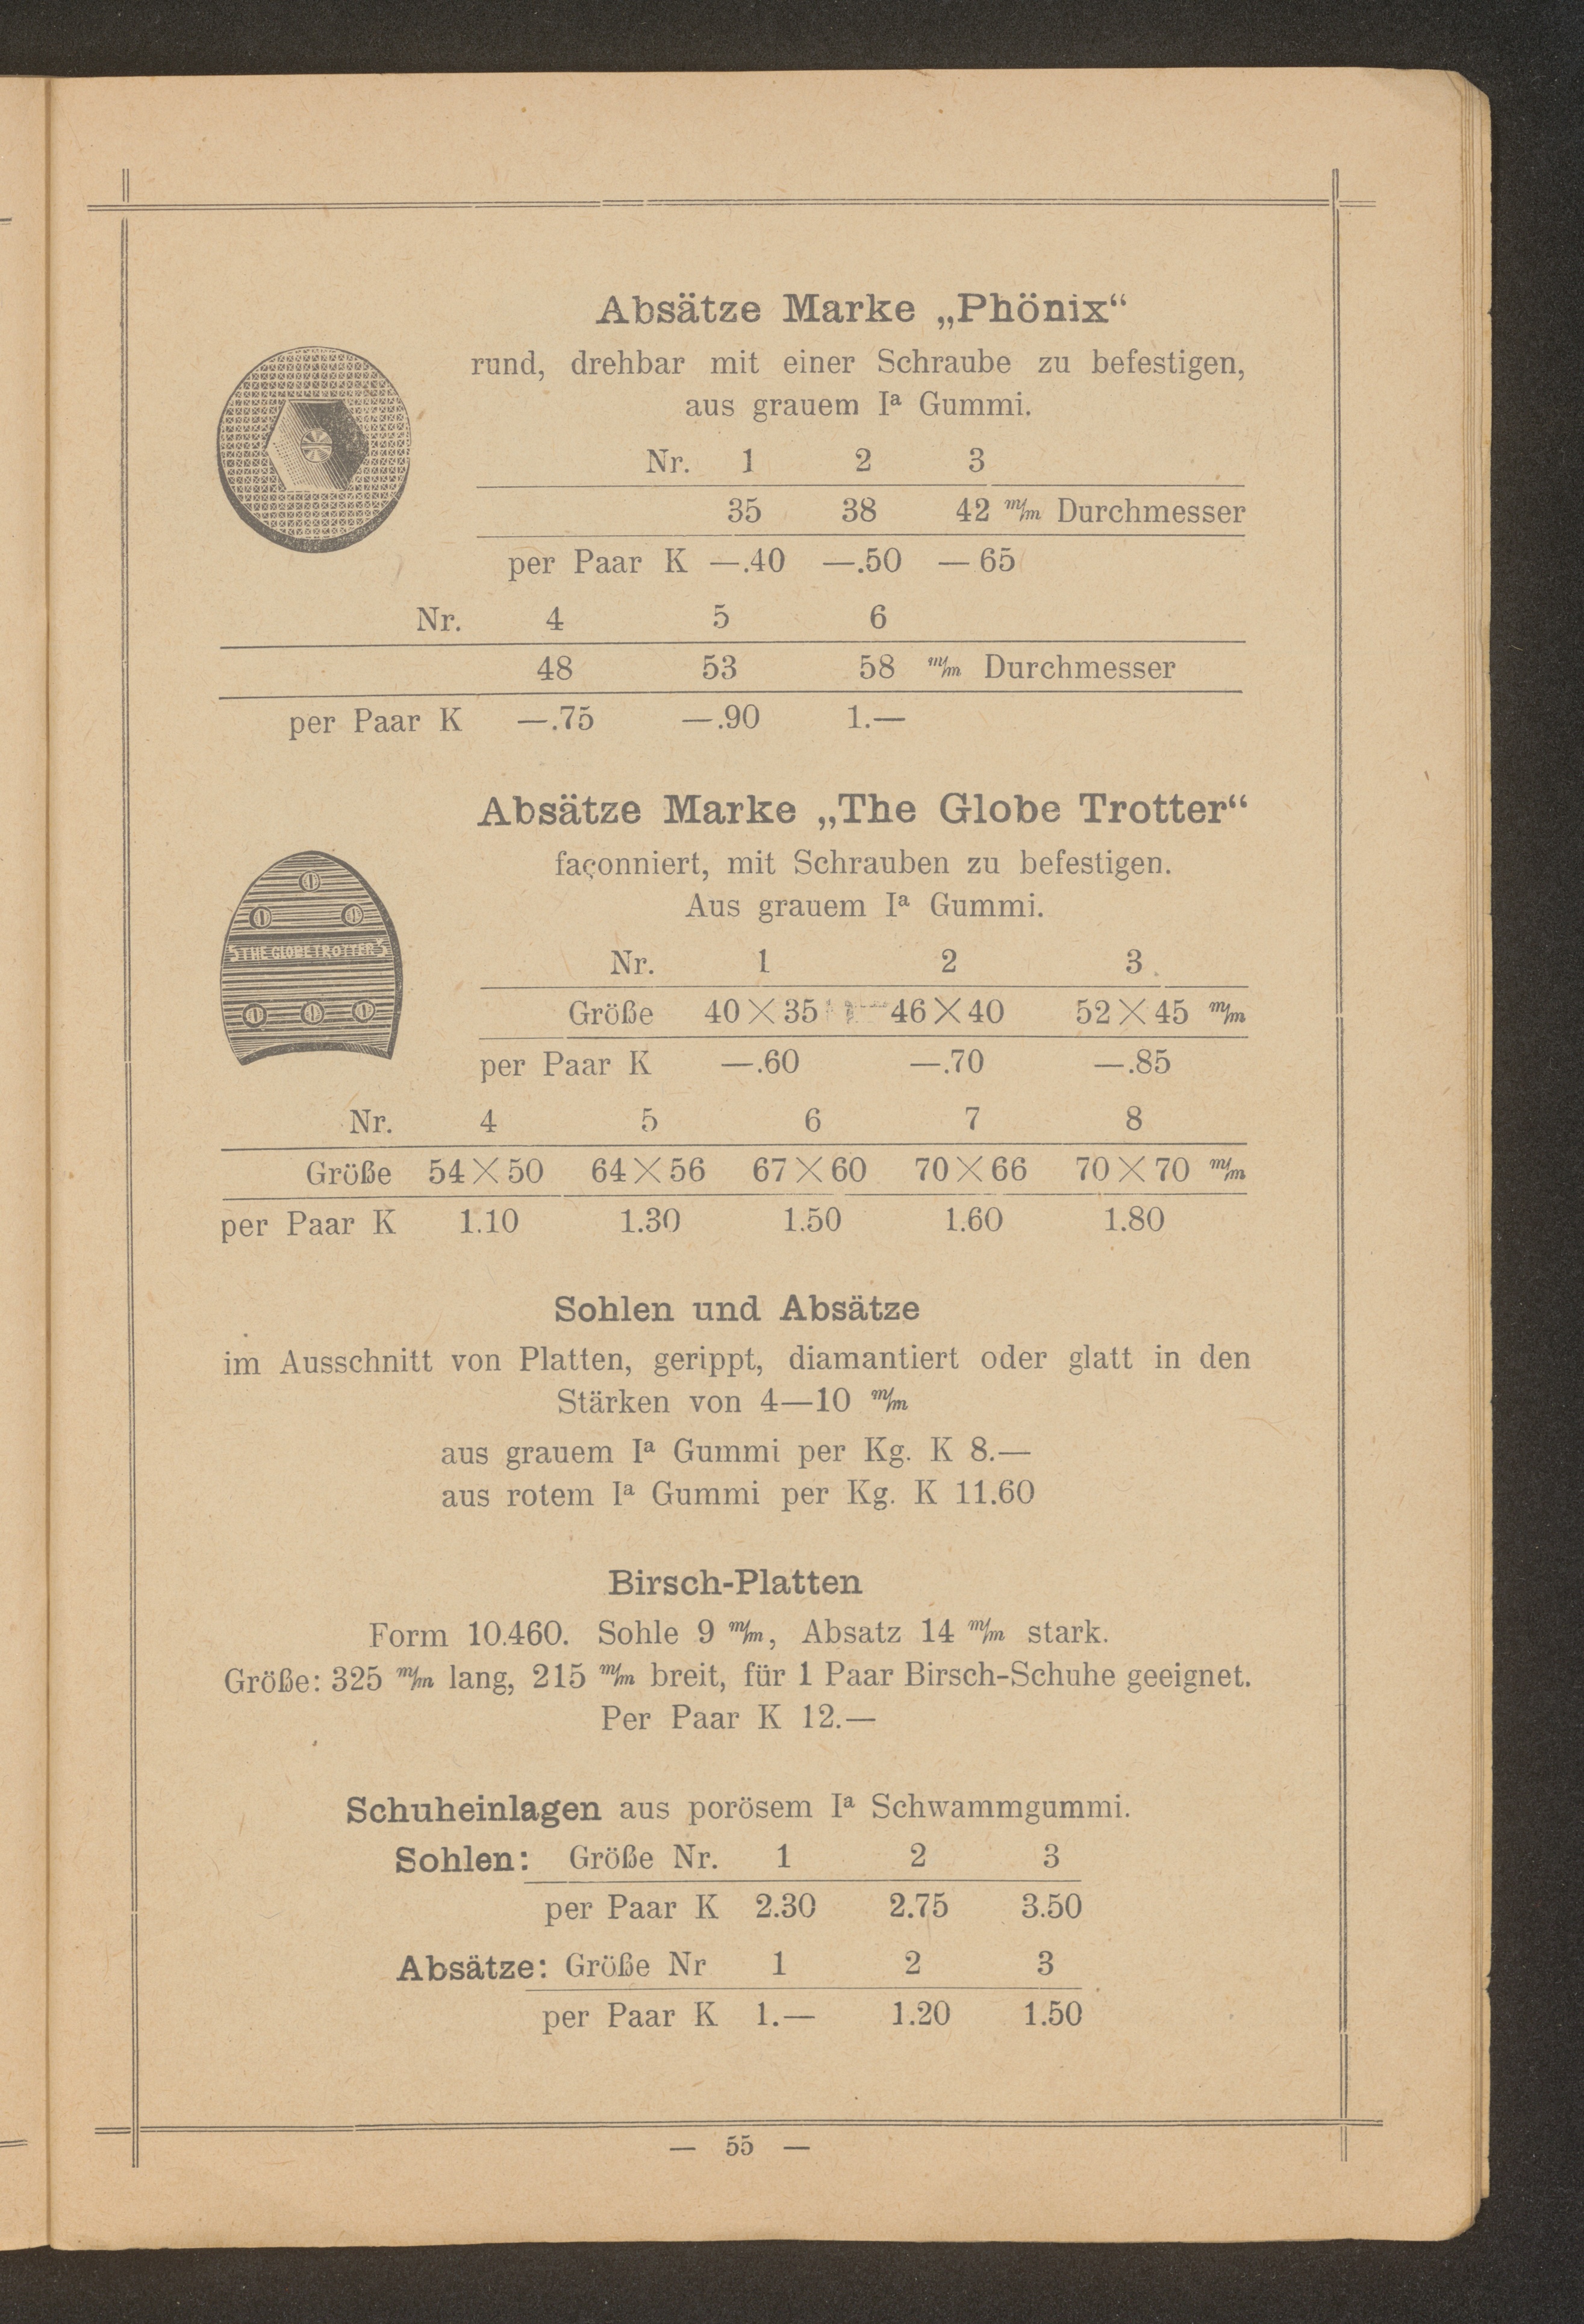 Absätze Marke „Phönix“
rund, drehbar mit einer Schraube zu befestigen,
aus grauem Iª Gummi.
Nr. 1 2 3
35 38 42 m/m Durchmesser
per Paar K —.40 —.50 — 65
Nr. 4 5 6
48 53 58 m/m Durchmesser
per Paar K —.75 —.90 1.—
Absätze Marke „The Globe Trotter“
façonniert, mit Schrauben zu befestigen.
Aus grauem Iª Gummi.
THE GLOBE TROTTER
Nr. 1 2 3
Größe 40×35 46×40 52×45 m/m
per Paar K —.60 —.70 —.85
Nr. 4 5 6 7 8
Größe 54×50 64×56 67×60 70×66 70×70 m/m
per Paar K 1.10 1.30 1.50 1.60 1.80
Sohlen und Absätze
im Ausschnitt von Platten, gerippt, diamantiert oder glatt in den
Stärken von 4—10 m/m
aus grauem Iª Gummi per Kg. K 8.—
aus rotem Iª Gummi per Kg. K 11.60
Birsch-Platten
Form 10.460. Sohle 9 m/m, Absatz 14 m/m stark.
Größe: 325 m/m lang, 215 m/m breit, für 1 Paar Birsch-Schuhe geeignet.
Per Paar K 12.—
Schuheinlagen aus porösem Iª Schwammgummi.
Sohlen: Größe Nr. 1 2 3
per Paar K 2.30 2.75 3.50
Absätze: Größe Nr 1 2 3
per Paar K 1.— 1.20 1.50
— 55 —